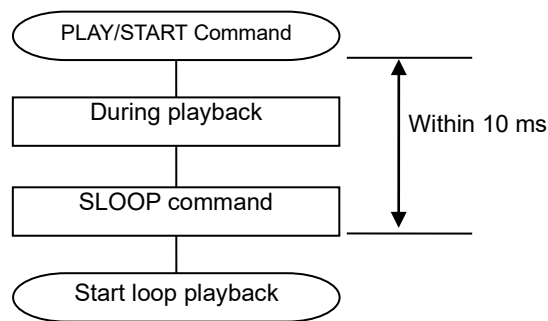 PLAY/START Command
During playback
Within 10 ms
SLOOP command
Start loop playback